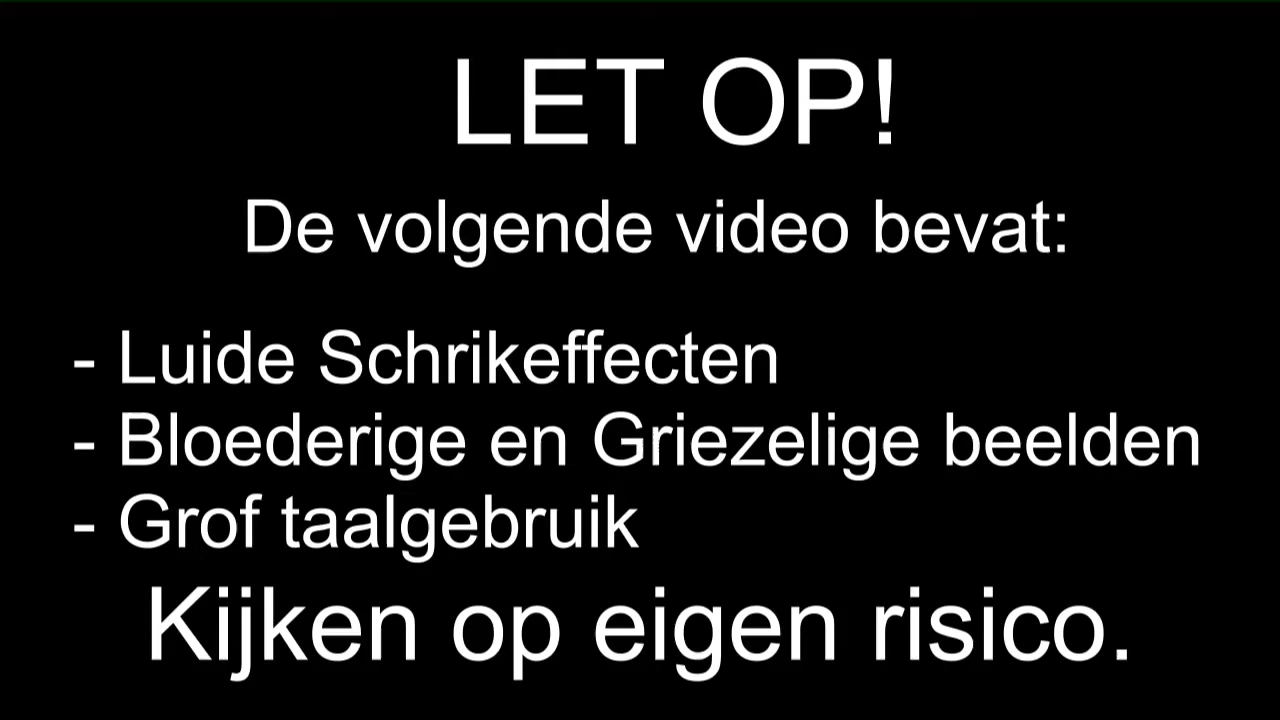 LET OP!
De volgende video bevat:
- Luide Schrikeffecten
- Bloederige en Griezelige beelden
- Grof taalgebruik
Kijken op eigen risico.